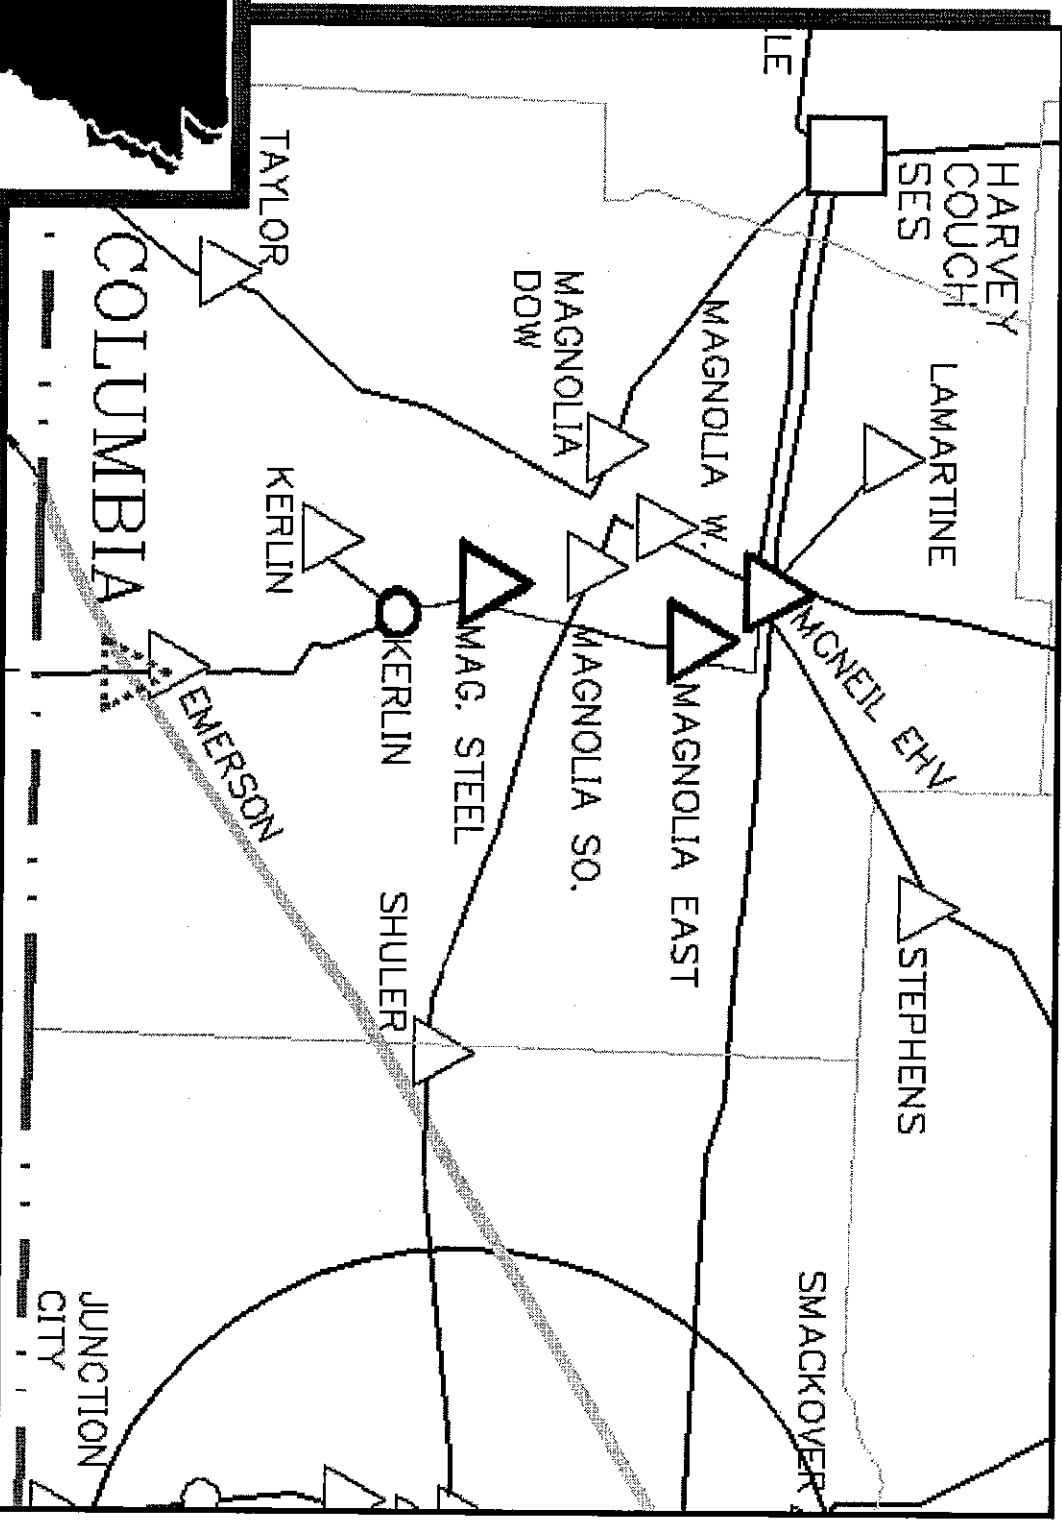 LE
HARVEY
COUCH
SES
LAMARTINE
MCNEIL EHV
STEPHENS
SMACKOVER
MAGNOLIA W.
MAGNOLIA
DOW
MAGNOLIA EAST
MAGNOLIA SO.
MAG. STEEL
KERLIN
KERLIN
SHULER
TAYLOR
EMERSON
COLUMBIA
JUNCTION
CITY